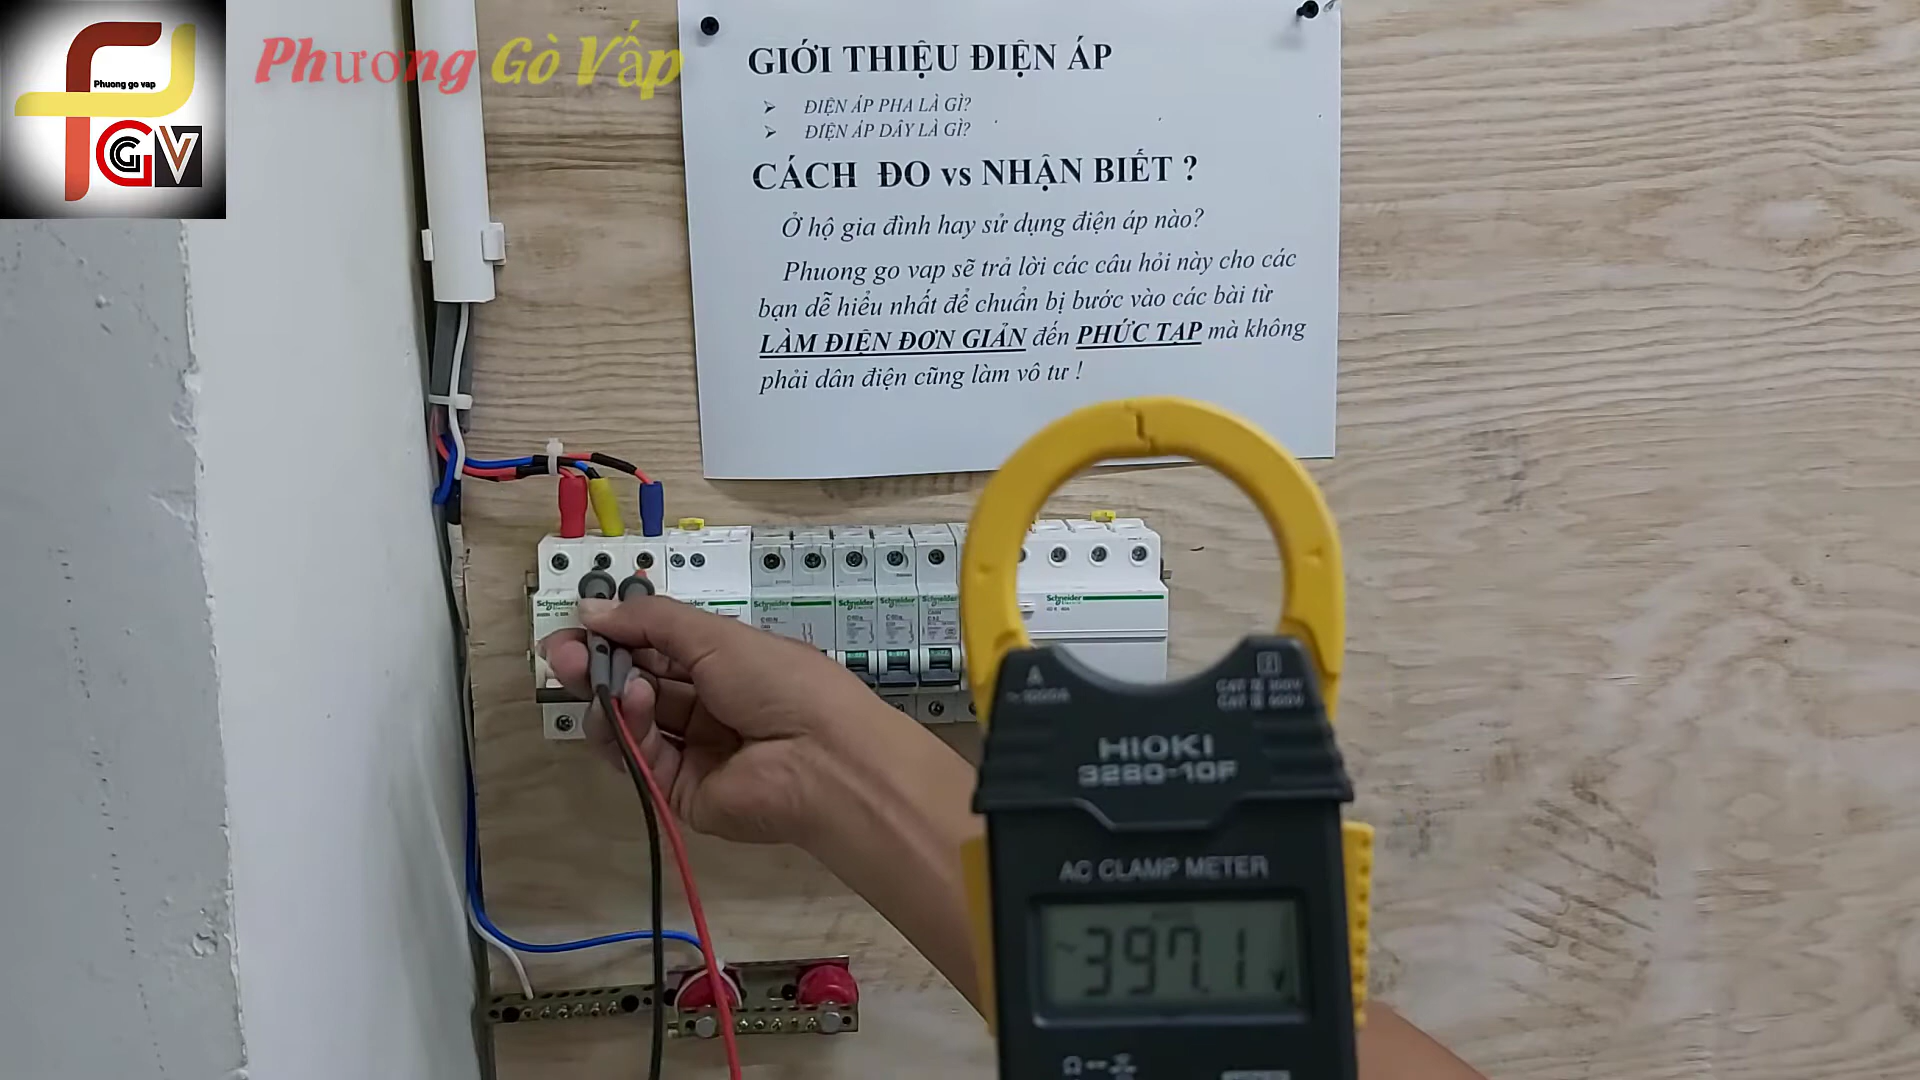 Phuong go vap
GGV
Phương Gò Vấp
GIỚI THIỆU ĐIỆN ÁP
ĐIỆN ÁP PHA LÀ GÌ?
ĐIỆN ÁP DÂY LÀ GÌ?
CÁCH ĐO vs NHẬN BIẾT ?
Ở hộ gia đình hay sử dụng điện áp nào?
Phuong go vap sẽ trả lời các câu hỏi này cho các
bạn dễ hiểu nhất để chuẩn bị bước vào các bài từ
LÀM ĐIỆN ĐƠN GIẢN đến PHỨC TẠP mà không
phải dân điện cũng làm vô tư !
Schneider
Schneider
Schneider
Schneider
Schneider
Schneider
A
~1000A
HIOKI
3280-10F
AC CLAMP METER
~397.1 V
Ω